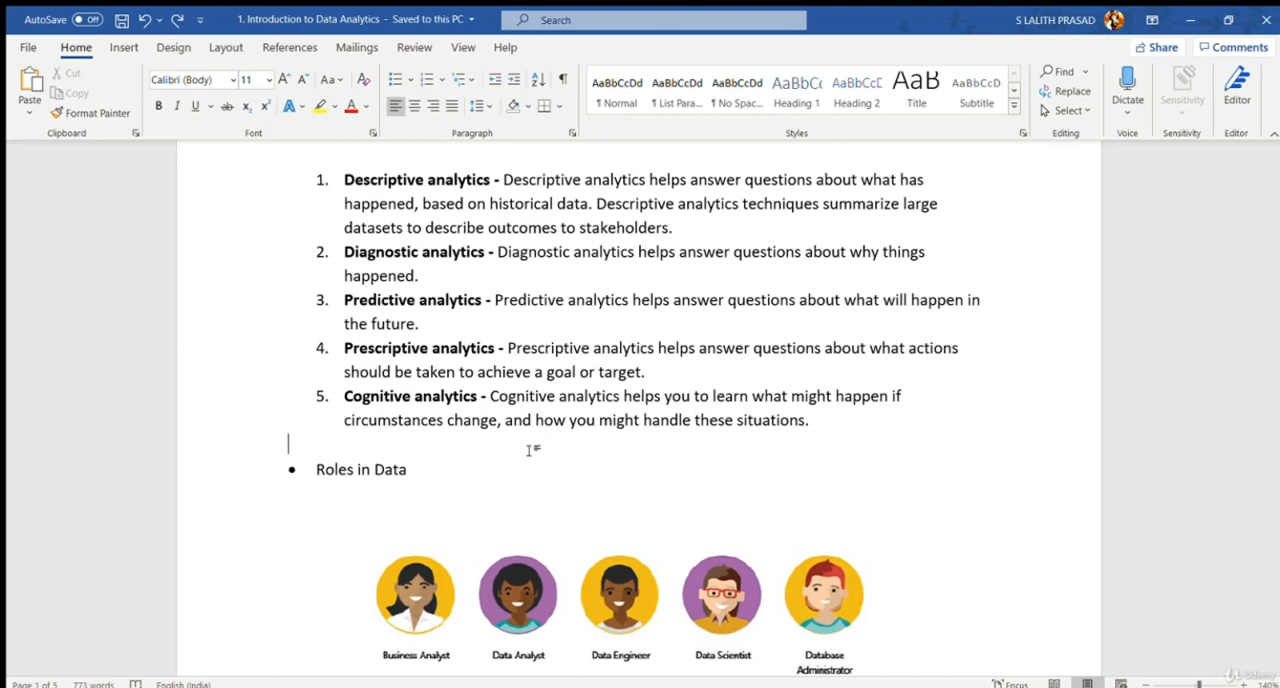 AutoSave Off 1. Introduction to Data Analytics - Saved to this PC Search S LALITH PRASAD
File Home Insert Design Layout References Mailings Review View Help Share Comments
Paste Cut Copy Format Painter Clipboard
Calibri (Body) 11 Aa B I U ab x₂ x² A A Font
Paragraph
AaBbCcDd AaBbCcDd AaBbCcDd AaBbC( AaBbCcE AaB AaBbCcD
¶ Normal ¶ List Para... ¶ No Spac... Heading 1 Heading 2 Title Subtitle
Styles
Find Replace Select Editing
Dictate Voice
Sensitivity Sensitivity
Editor Editor
1. Descriptive analytics - Descriptive analytics helps answer questions about what has
happened, based on historical data. Descriptive analytics techniques summarize large
datasets to describe outcomes to stakeholders.
2. Diagnostic analytics - Diagnostic analytics helps answer questions about why things
happened.
3. Predictive analytics - Predictive analytics helps answer questions about what will happen in
the future.
4. Prescriptive analytics - Prescriptive analytics helps answer questions about what actions
should be taken to achieve a goal or target.
5. Cognitive analytics - Cognitive analytics helps you to learn what might happen if
circumstances change, and how you might handle these situations.
• Roles in Data
Business Analyst Data Analyst Data Engineer Data Scientist Database
Administrator
Page 1 of 5 773 words English (India) Focus 140%
Udemy